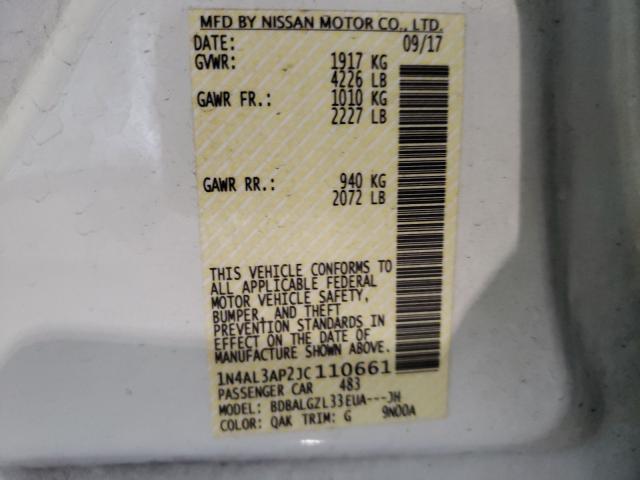 MFD BY NISSAN MOTOR CO., LTD.
DATE: 09/17
GVWR: 1917 KG
4226 LB
GAWR FR.: 1010 KG
2227 LB
GAWR RR.: 940 KG
2072 LB
THIS VEHICLE CONFORMS TO
ALL APPLICABLE FEDERAL
MOTOR VEHICLE SAFETY,
BUMPER, AND THEFT
PREVENTION STANDARDS IN
EFFECT ON THE DATE OF
MANUFACTURE SHOWN ABOVE.
1N4AL3AP2JC110661
PASSENGER CAR 483
MODEL: BDBALGZL33EUA---JH
COLOR: QAK TRIM: G 9N00A